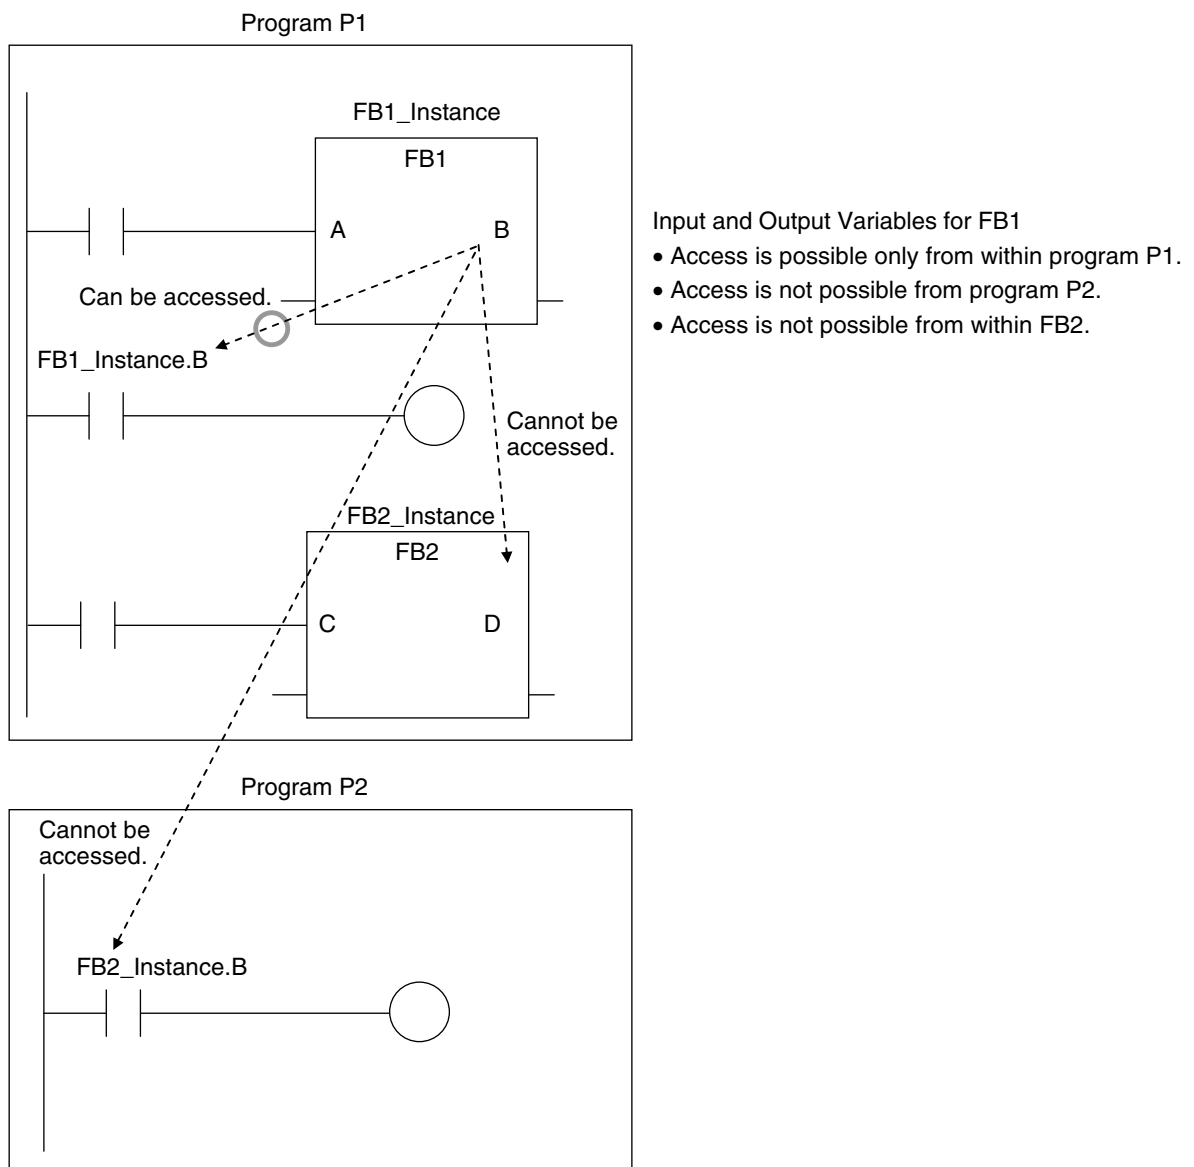 Program P1
FB1_Instance
FB1
A
B
Input and Output Variables for FB1
• Access is possible only from within program P1.
• Access is not possible from program P2.
• Access is not possible from within FB2.
Can be accessed.
FB1_Instance.B
Cannot be
accessed.
FB2_Instance
FB2
C
D
Program P2
Cannot be
accessed.
FB2_Instance.B